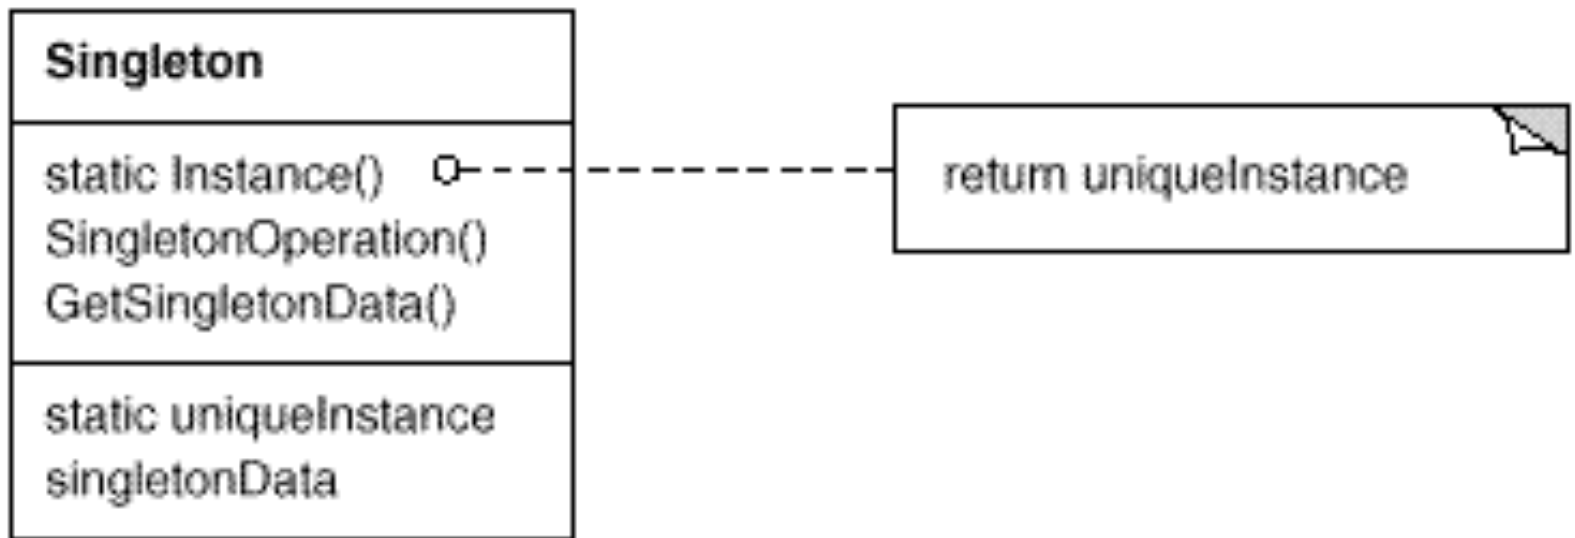 Singleton
static Instance()
return uniqueInstance
SingletonOperation()
GetSingletonData()
static uniqueInstance
singletonData